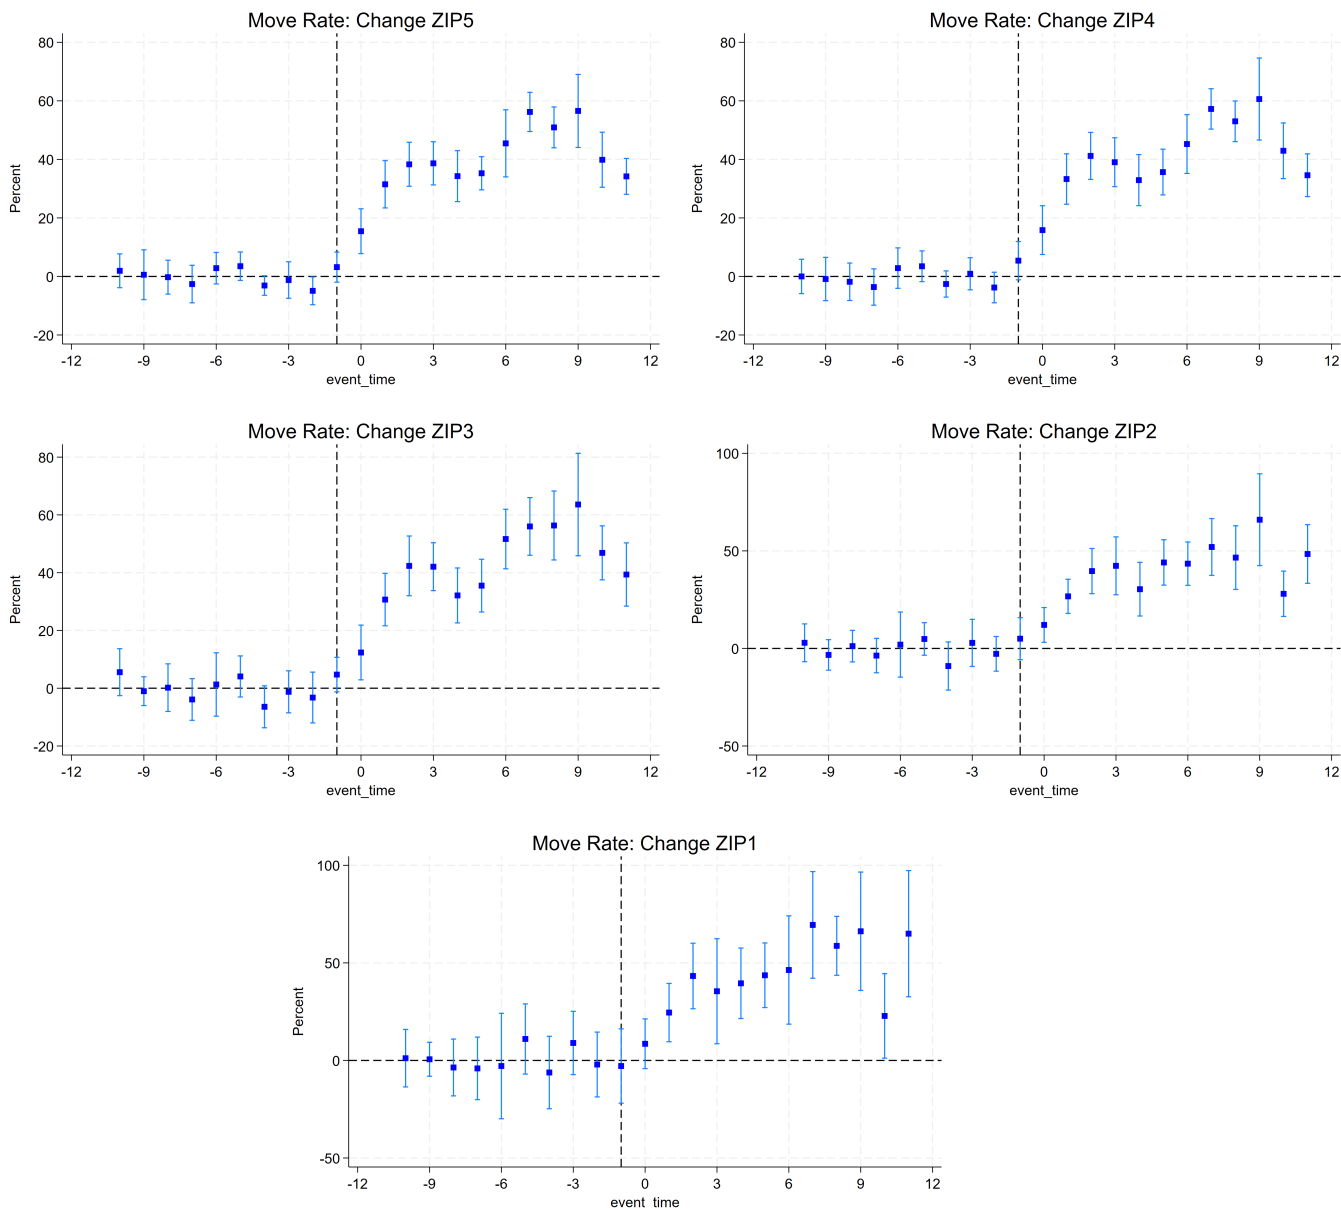 Move Rate: Change ZIP5
80
60
40
20
0
-20
Percent
-12 -9 -6 -3 0 3 6 9 12
event_time
Move Rate: Change ZIP4
80
60
40
20
0
-20
Percent
-12 -9 -6 -3 0 3 6 9 12
event_time
Move Rate: Change ZIP3
80
60
40
20
0
-20
Percent
-12 -9 -6 -3 0 3 6 9 12
event_time
Move Rate: Change ZIP2
100
50
0
-50
Percent
-12 -9 -6 -3 0 3 6 9 12
event_time
Move Rate: Change ZIP1
100
50
0
-50
Percent
-12 -9 -6 -3 0 3 6 9 12
event_time